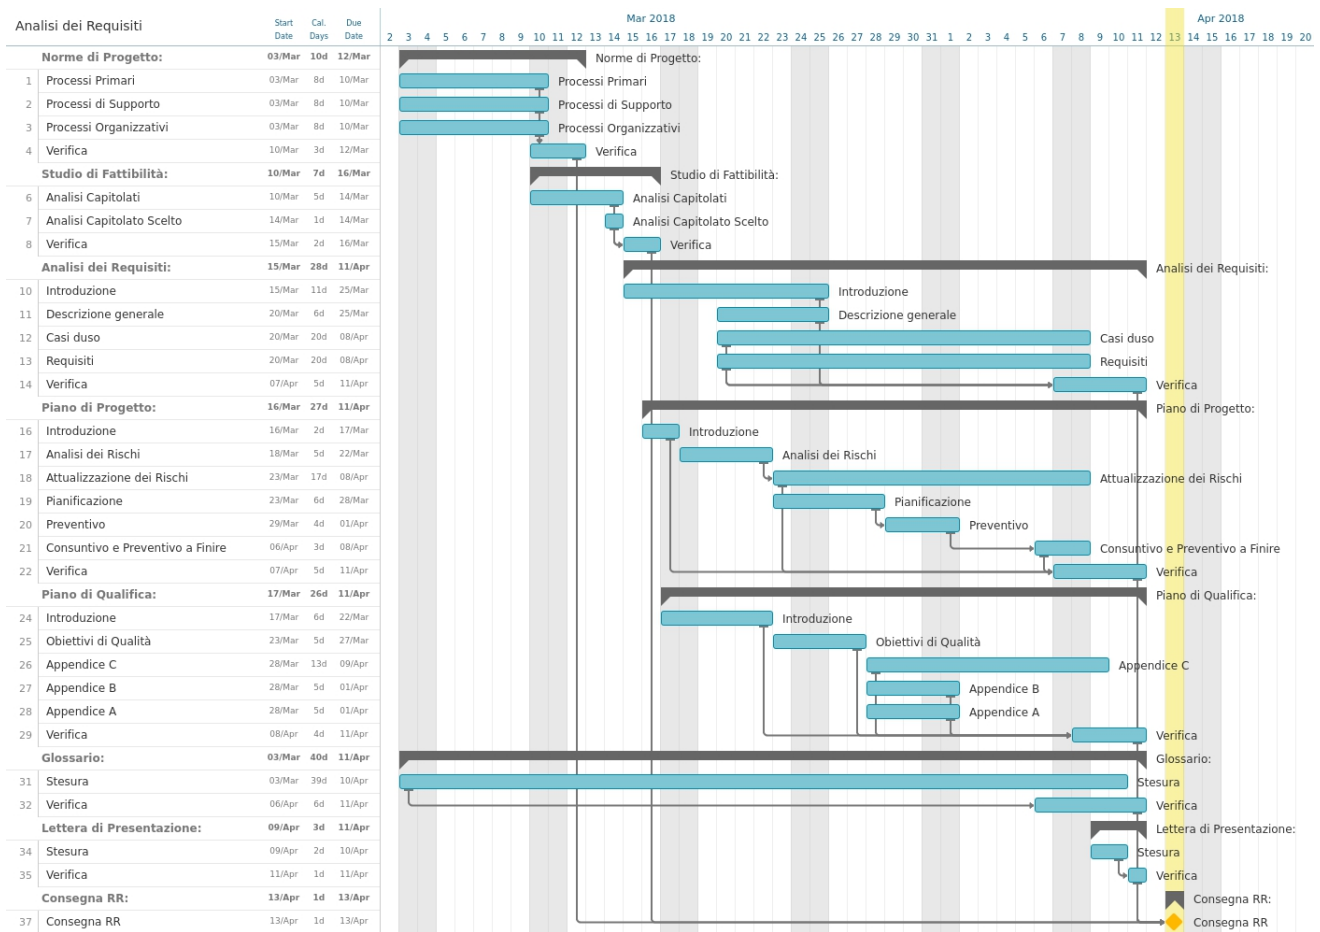 Mar 2018 Apr 2018
Analisi dei Requisiti Start Date Cal. Days Due Date 2 3 4 5 6 7 8 9 10 11 12 13 14 15 16 17 18 19 20 21 22 23 24 25 26 27 28 29 30 31 1 2 3 4 5 6 7 8 9 10 11 12 13 14 15 16 17 18 19 20
Norme di Progetto: 03/Mar 10d 12/Mar Norme di Progetto:
1 Processi Primari 03/Mar 8d 10/Mar Processi Primari
2 Processi di Supporto 03/Mar 8d 10/Mar Processi di Supporto
3 Processi Organizzativi 03/Mar 8d 10/Mar Processi Organizzativi
4 Verifica 10/Mar 3d 12/Mar Verifica
Studio di Fattibilità: 10/Mar 7d 16/Mar Studio di Fattibilità:
6 Analisi Capitolati 10/Mar 5d 14/Mar Analisi Capitolati
7 Analisi Capitolato Scelto 14/Mar 1d 14/Mar Analisi Capitolato Scelto
8 Verifica 15/Mar 2d 16/Mar Verifica
Analisi dei Requisiti: 15/Mar 28d 11/Apr Analisi dei Requisiti:
10 Introduzione 15/Mar 11d 25/Mar Introduzione
11 Descrizione generale 20/Mar 6d 25/Mar Descrizione generale
12 Casi duso 20/Mar 20d 08/Apr Casi duso
13 Requisiti 20/Mar 20d 08/Apr Requisiti
14 Verifica 07/Apr 5d 11/Apr Verifica
Piano di Progetto: 16/Mar 27d 11/Apr Piano di Progetto:
16 Introduzione 16/Mar 2d 17/Mar Introduzione
17 Analisi dei Rischi 18/Mar 5d 22/Mar Analisi dei Rischi
18 Attualizzazione dei Rischi 23/Mar 17d 08/Apr Attualizzazione dei Rischi
19 Pianificazione 23/Mar 6d 28/Mar Pianificazione
20 Preventivo 29/Mar 4d 01/Apr Preventivo
21 Consuntivo e Preventivo a Finire 06/Apr 3d 08/Apr Consuntivo e Preventivo a Finire
22 Verifica 07/Apr 5d 11/Apr Verifica
Piano di Qualifica: 17/Mar 26d 11/Apr Piano di Qualifica:
24 Introduzione 17/Mar 6d 22/Mar Introduzione
25 Obiettivi di Qualità 23/Mar 5d 27/Mar Obiettivi di Qualità
26 Appendice C 28/Mar 13d 09/Apr Appendice C
27 Appendice B 28/Mar 5d 01/Apr Appendice B
28 Appendice A 28/Mar 5d 01/Apr Appendice A
29 Verifica 08/Apr 4d 11/Apr Verifica
Glossario: 03/Mar 40d 11/Apr Glossario:
31 Stesura 03/Mar 39d 10/Apr Stesura
32 Verifica 06/Apr 6d 11/Apr Verifica
Lettera di Presentazione: 09/Apr 3d 11/Apr Lettera di Presentazione:
34 Stesura 09/Apr 2d 10/Apr Stesura
35 Verifica 11/Apr 1d 11/Apr Verifica
Consegna RR: 13/Apr 1d 13/Apr Consegna RR:
37 Consegna RR 13/Apr 1d 13/Apr Consegna RR